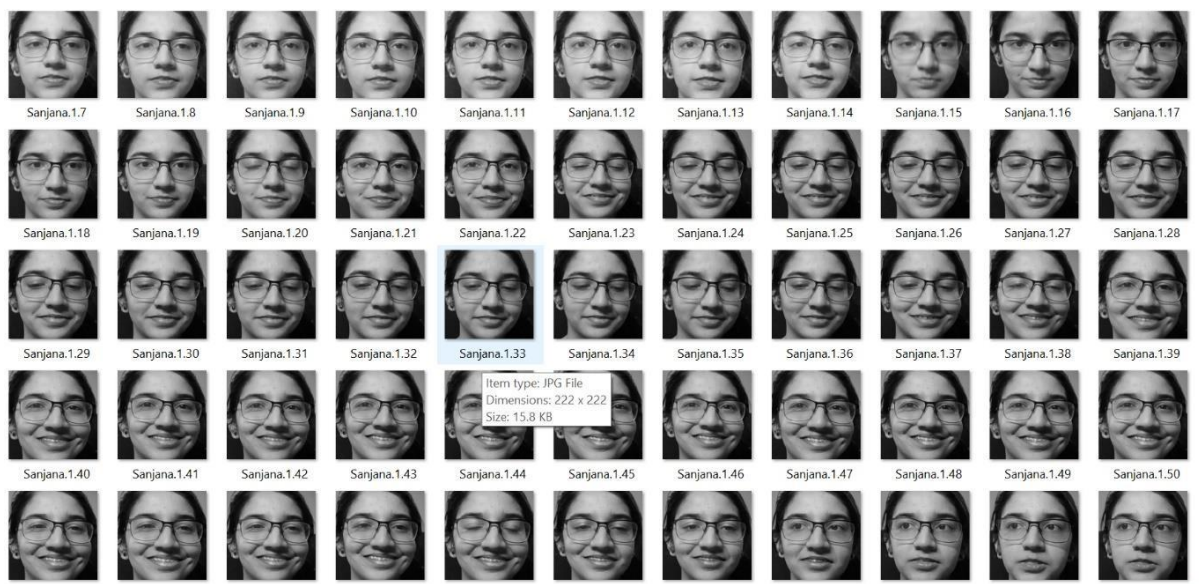 Sanjana.1.7 Sanjana.1.8 Sanjana.1.9 Sanjana.1.10 Sanjana.1.11 Sanjana.1.12 Sanjana.1.13 Sanjana.1.14 Sanjana.1.15 Sanjana.1.16 Sanjana.1.17
Sanjana.1.18 Sanjana.1.19 Sanjana.1.20 Sanjana.1.21 Sanjana.1.22 Sanjana.1.23 Sanjana.1.24 Sanjana.1.25 Sanjana.1.26 Sanjana.1.27 Sanjana.1.28
Sanjana.1.29 Sanjana.1.30 Sanjana.1.31 Sanjana.1.32 Sanjana.1.33 Sanjana.1.34 Sanjana.1.35 Sanjana.1.36 Sanjana.1.37 Sanjana.1.38 Sanjana.1.39
Item type: JPG File
Dimensions: 222 x 222
Size: 15.8 KB
Sanjana.1.40 Sanjana.1.41 Sanjana.1.42 Sanjana.1.43 Sanjana.1.44 Sanjana.1.45 Sanjana.1.46 Sanjana.1.47 Sanjana.1.48 Sanjana.1.49 Sanjana.1.50